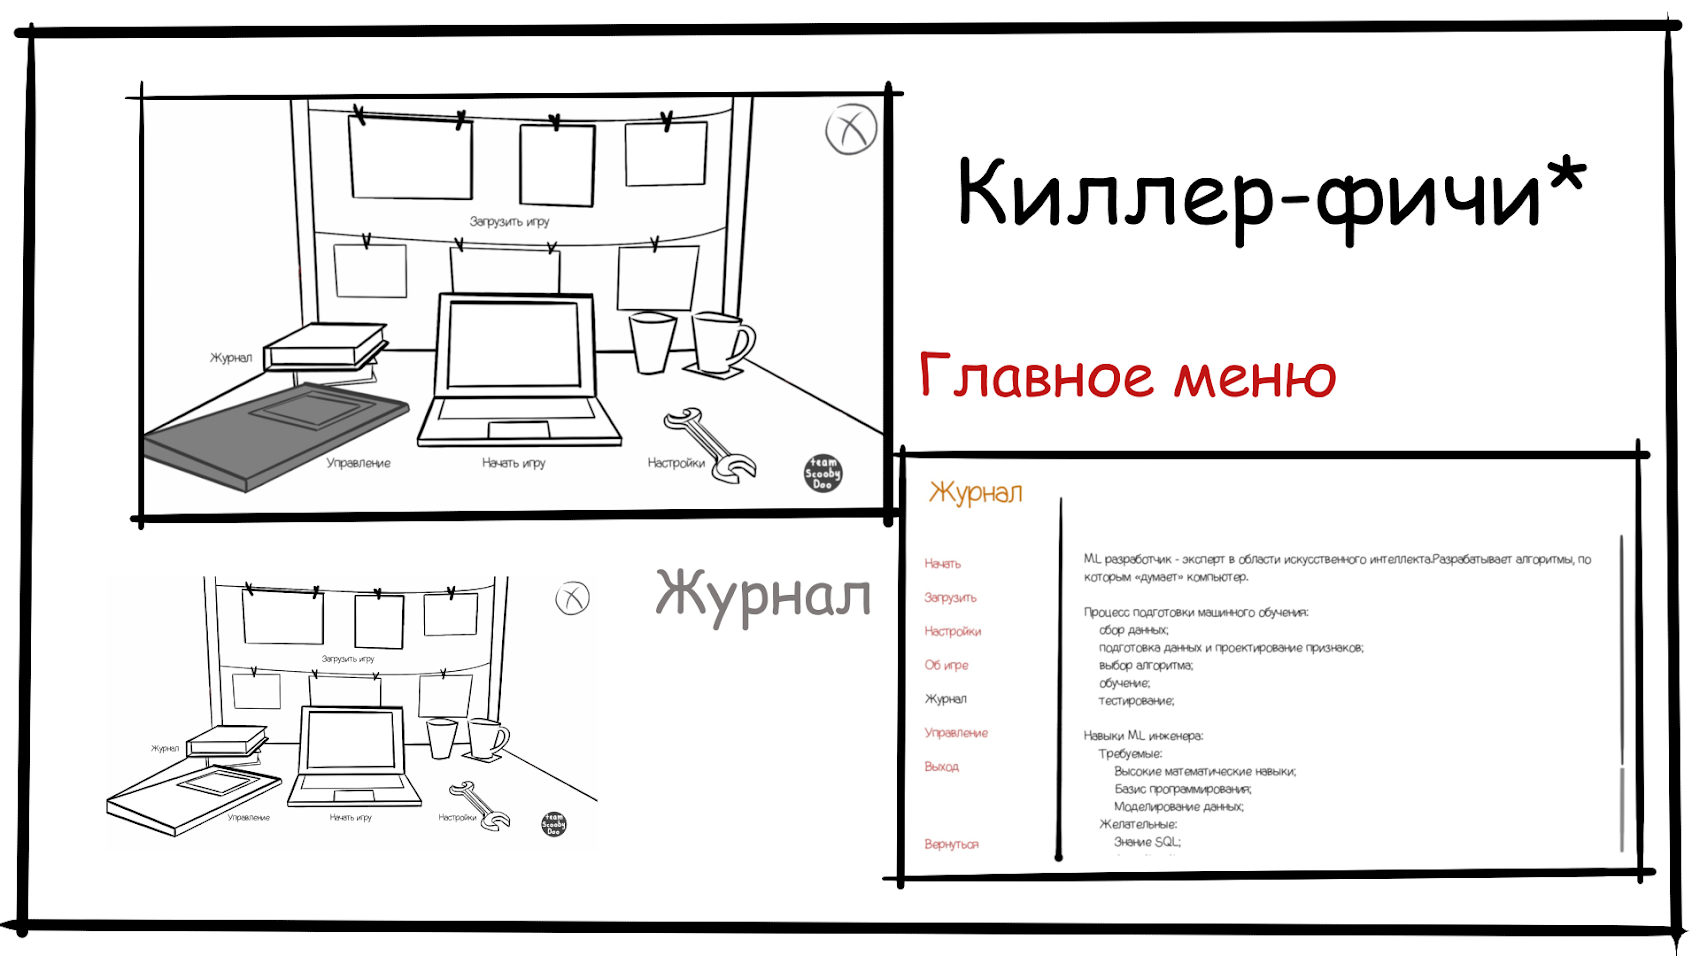 Киллер-фичи*
Загрузить игру
Журнал
Управление
Начать игру
Настройки
team
Scooby
Doo
Главное меню
Журнал
Загрузить игру
Журнал
Управление
Начать игру
Настройки
team
Scooby
Doo
Журнал
Начать
Загрузить
Настройки
Об игре
Журнал
Управление
Выход
Вернуться
ML разработчик - эксперт в области искусственного интеллекта.Разрабатывает алгоритмы, по
которым «думает» компьютер.
Процесс подготовки машинного обучения:
сбор данных;
подготовка данных и проектирование признаков;
выбор алгоритма;
обучение;
тестирование;
Навыки ML инженера:
Требуемые:
Высокие математические навыки;
Базис программирования;
Моделирование данных;
Желательные:
Знание SQL;